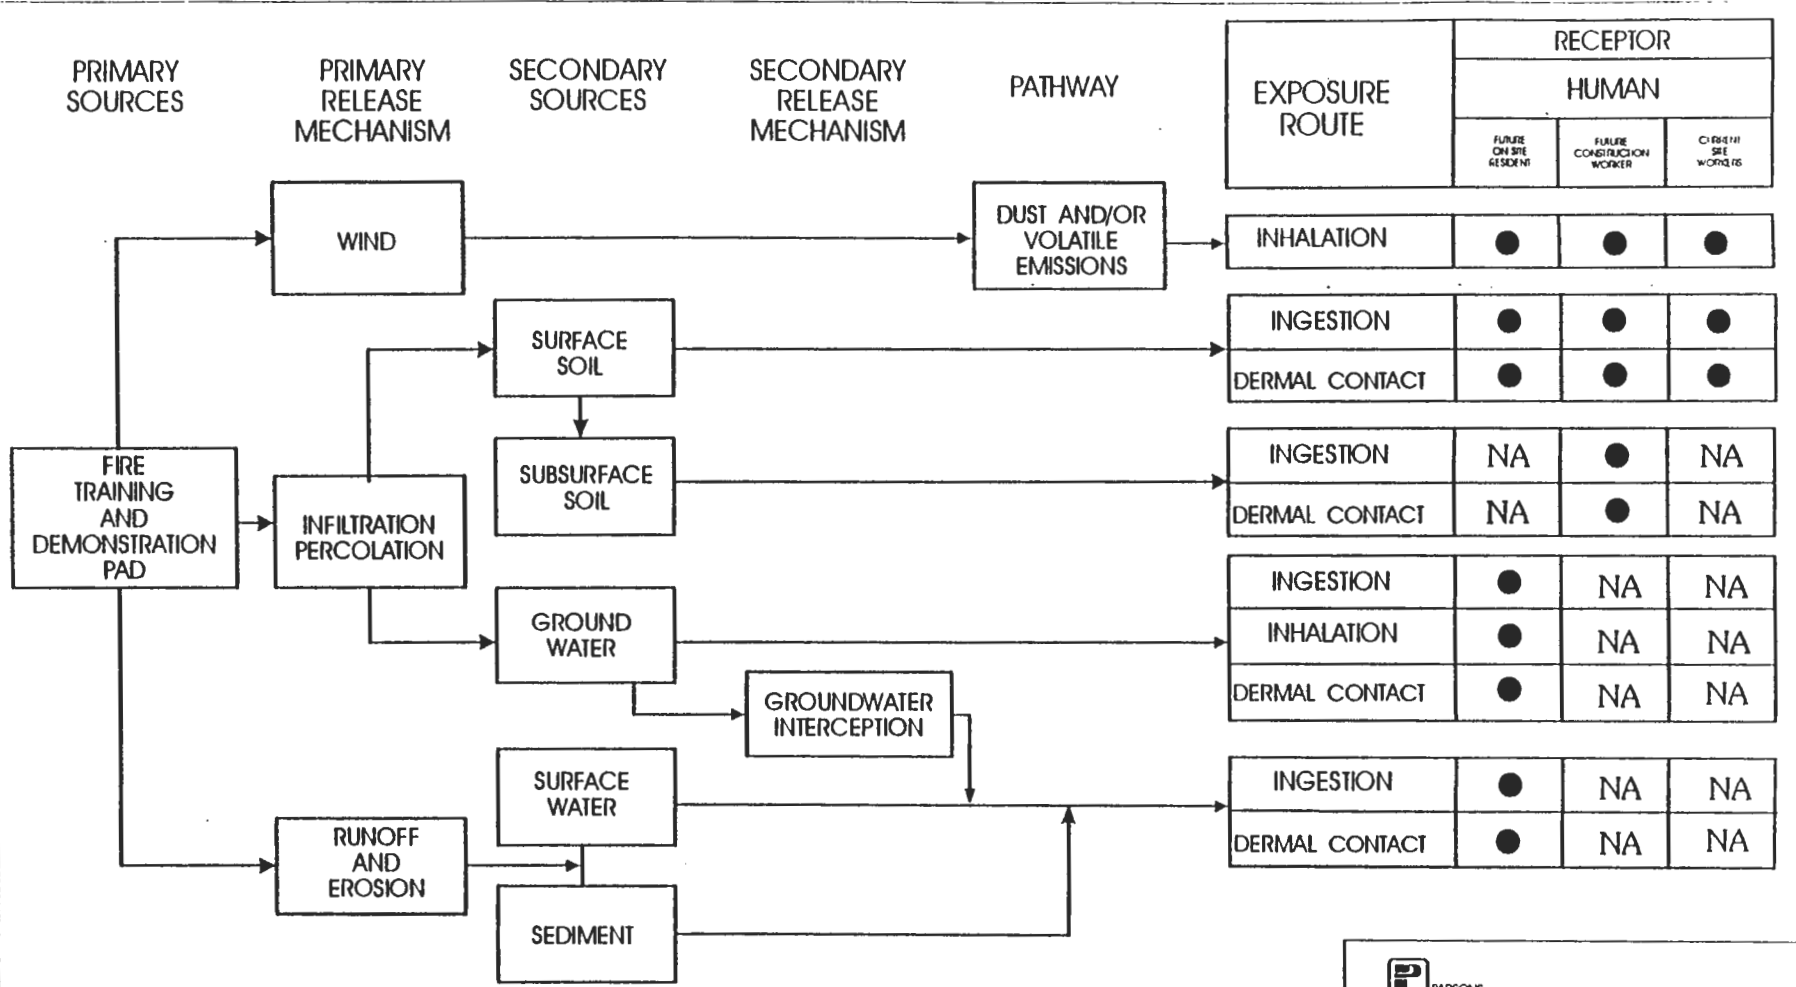 PRIMARY
SOURCES
PRIMARY
RELEASE
MECHANISM
SECONDARY
SOURCES
SECONDARY
RELEASE
MECHANISM
PATHWAY
EXPOSURE
ROUTE
RECEPTOR
HUMAN
FUTURE
ON SITE
RESIDENT
FUTURE
CONSTRUCTION
WORKER
CURRENT
SITE
WORKERS
WIND
DUST AND/OR
VOLATILE
EMISSIONS
INHALATION
SURFACE
SOIL
INGESTION
DERMAL CONTACT
FIRE
TRAINING
AND
DEMONSTRATION
PAD
INFILTRATION
PERCOLATION
SUBSURFACE
SOIL
INGESTION NA NA
DERMAL CONTACT NA NA
GROUND
WATER
INGESTION NA NA
INHALATION NA NA
DERMAL CONTACT NA NA
GROUNDWATER
INTERCEPTION
SURFACE
WATER
INGESTION NA NA
DERMAL CONTACT NA NA
RUNOFF
AND
EROSION
SEDIMENT
PARSONS